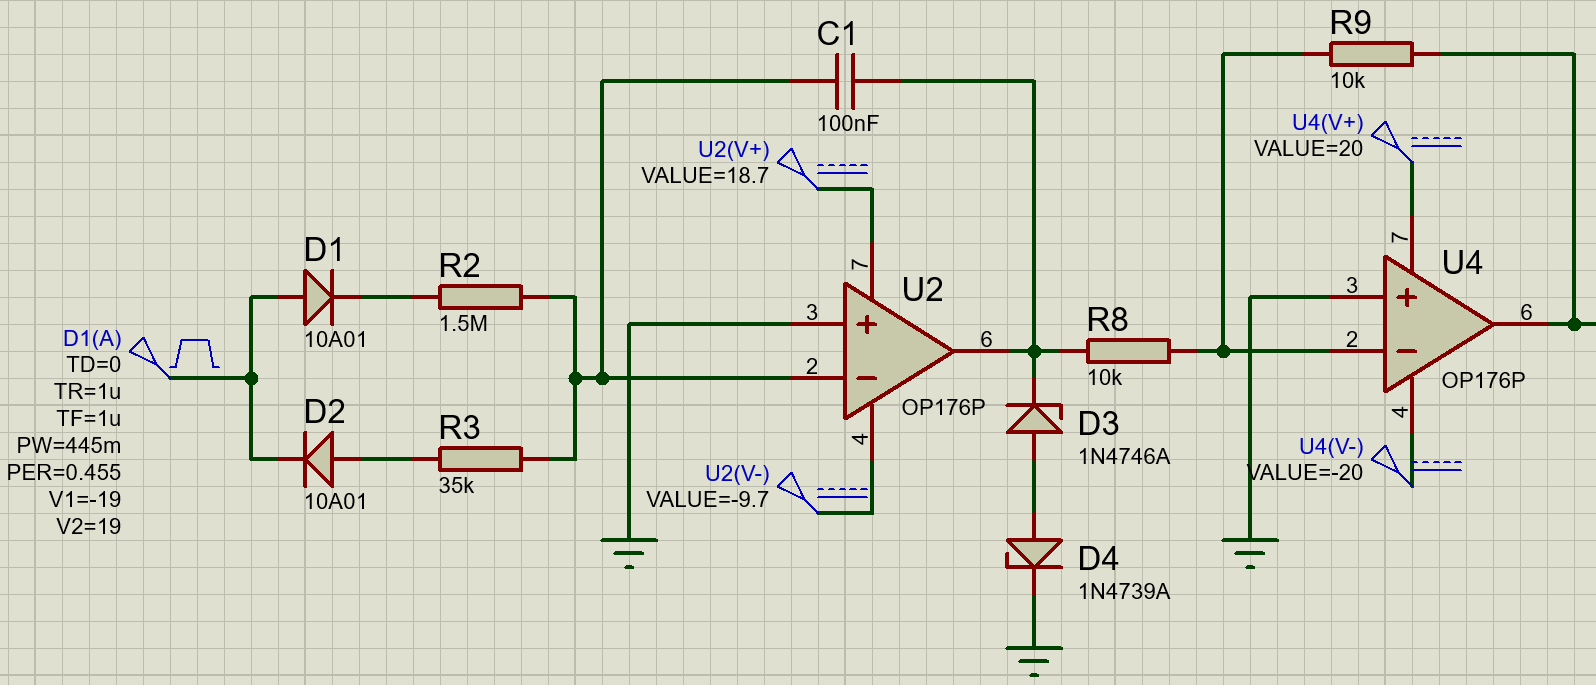 C1
100nF
R9
10k
U2(V+)
VALUE=18.7
U4(V+)
VALUE=20
D1
10A01
R2
1.5M
D1(A)
TD=0
TR=1u
TF=1u
PW=445m
PER=0.455
V1=-19
V2=19
D2
10A01
R3
35k
7
3
2
6
4
U2
OP176P
U2(V-)
VALUE=-9.7
R8
10k
D3
1N4746A
D4
1N4739A
7
3
2
6
4
U4
OP176P
U4(V-)
VALUE=-20